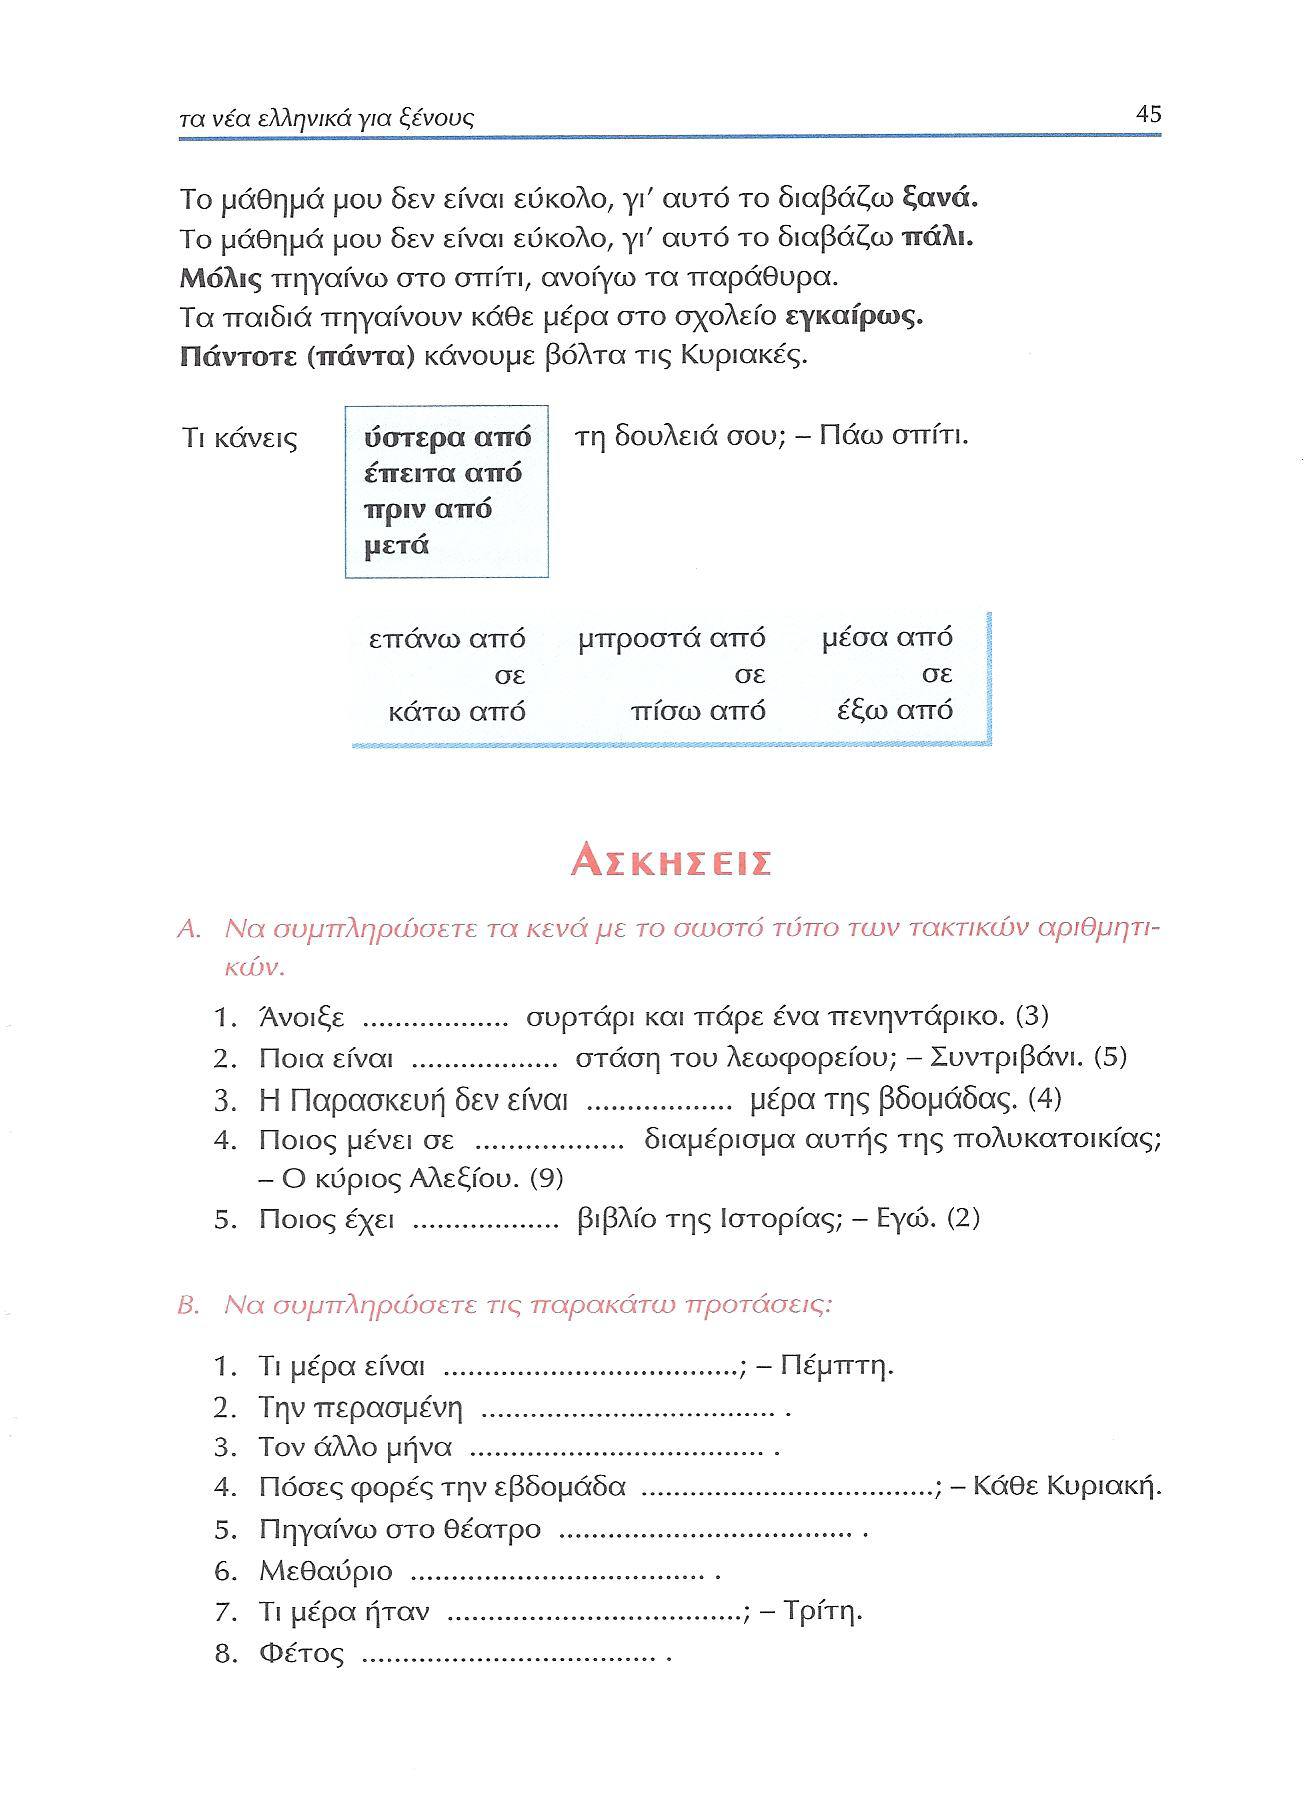 τα νέα ελληνικά για ξένους 45
Το μάθημά μου δεν είναι εύκολο, γι' αυτό το διαβάζω ξανά.
Το μάθημά μου δεν είναι εύκολο, γι' αυτό το διαβάζω πάλι.
Μόλις πηγαίνω στο σπίτι, ανοίγω τα παράθυρα.
Τα παιδιά πηγαίνουν κάθε μέρα στο σχολείο εγκαίρως.
Πάντοτε (πάντα) κάνουμε βόλτα τις Κυριακές.
Τι κάνεις ύστερα από τη δουλειά σου; – Πάω σπίτι.
έπειτα από
πριν από
μετά
επάνω από μπροστά από μέσα από
σε σε σε
κάτω από πίσω από έξω από
ΑΣΚΗΣΕΙΣ
Α. Να συμπληρώσετε τα κενά με το σωστό τύπο των τακτικών αριθμητι-
κών.
1. Άνοιξε .................. συρτάρι και πάρε ένα πενηντάρικο. (3)
2. Ποια είναι .................. στάση του λεωφορείου; – Συντριβάνι. (5)
3. Η Παρασκευή δεν είναι .................. μέρα της βδομάδας. (4)
4. Ποιος μένει σε .................. διαμέρισμα αυτής της πολυκατοικίας;
– Ο κύριος Αλεξίου. (9)
5. Ποιος έχει .................. βιβλίο της Ιστορίας; – Εγώ. (2)
Β. Να συμπληρώσετε τις παρακάτω προτάσεις:
1. Τι μέρα είναι ....................................; – Πέμπτη.
2. Την περασμένη .................................... .
3. Τον άλλο μήνα .................................... .
4. Πόσες φορές την εβδομάδα ....................................; – Κάθε Κυριακή.
5. Πηγαίνω στο θέατρο .................................... .
6. Μεθαύριο .................................... .
7. Τι μέρα ήταν ....................................; – Τρίτη.
8. Φέτος .................................... .